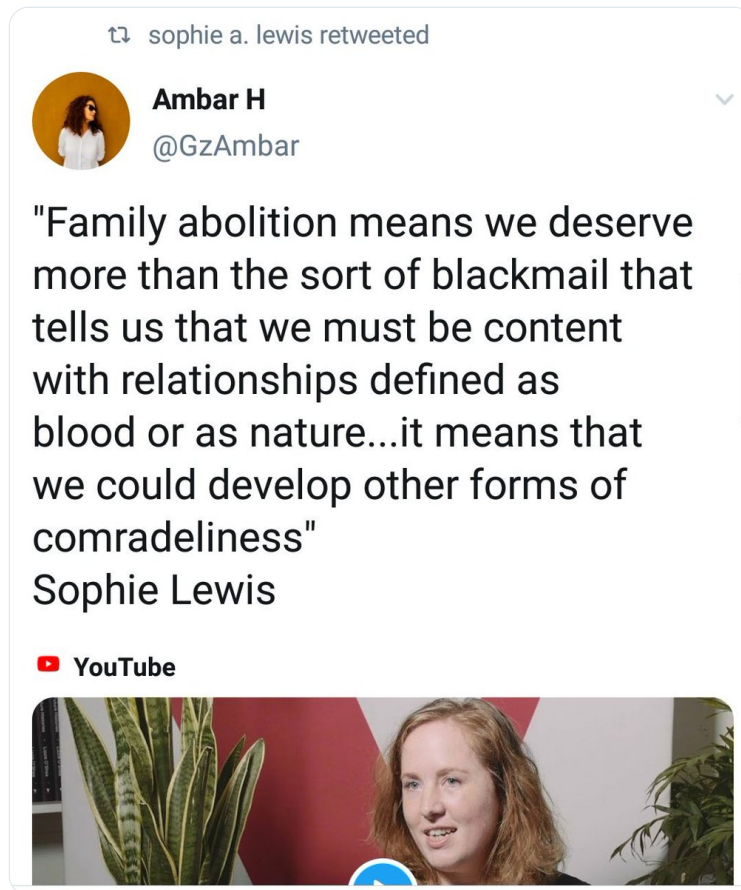 sophie a. lewis retweeted
Ambar H
@GzAmbar
"Family abolition means we deserve
more than the sort of blackmail that
tells us that we must be content
with relationships defined as
blood or as nature...it means that
we could develop other forms of
comradeliness"
Sophie Lewis
YouTube